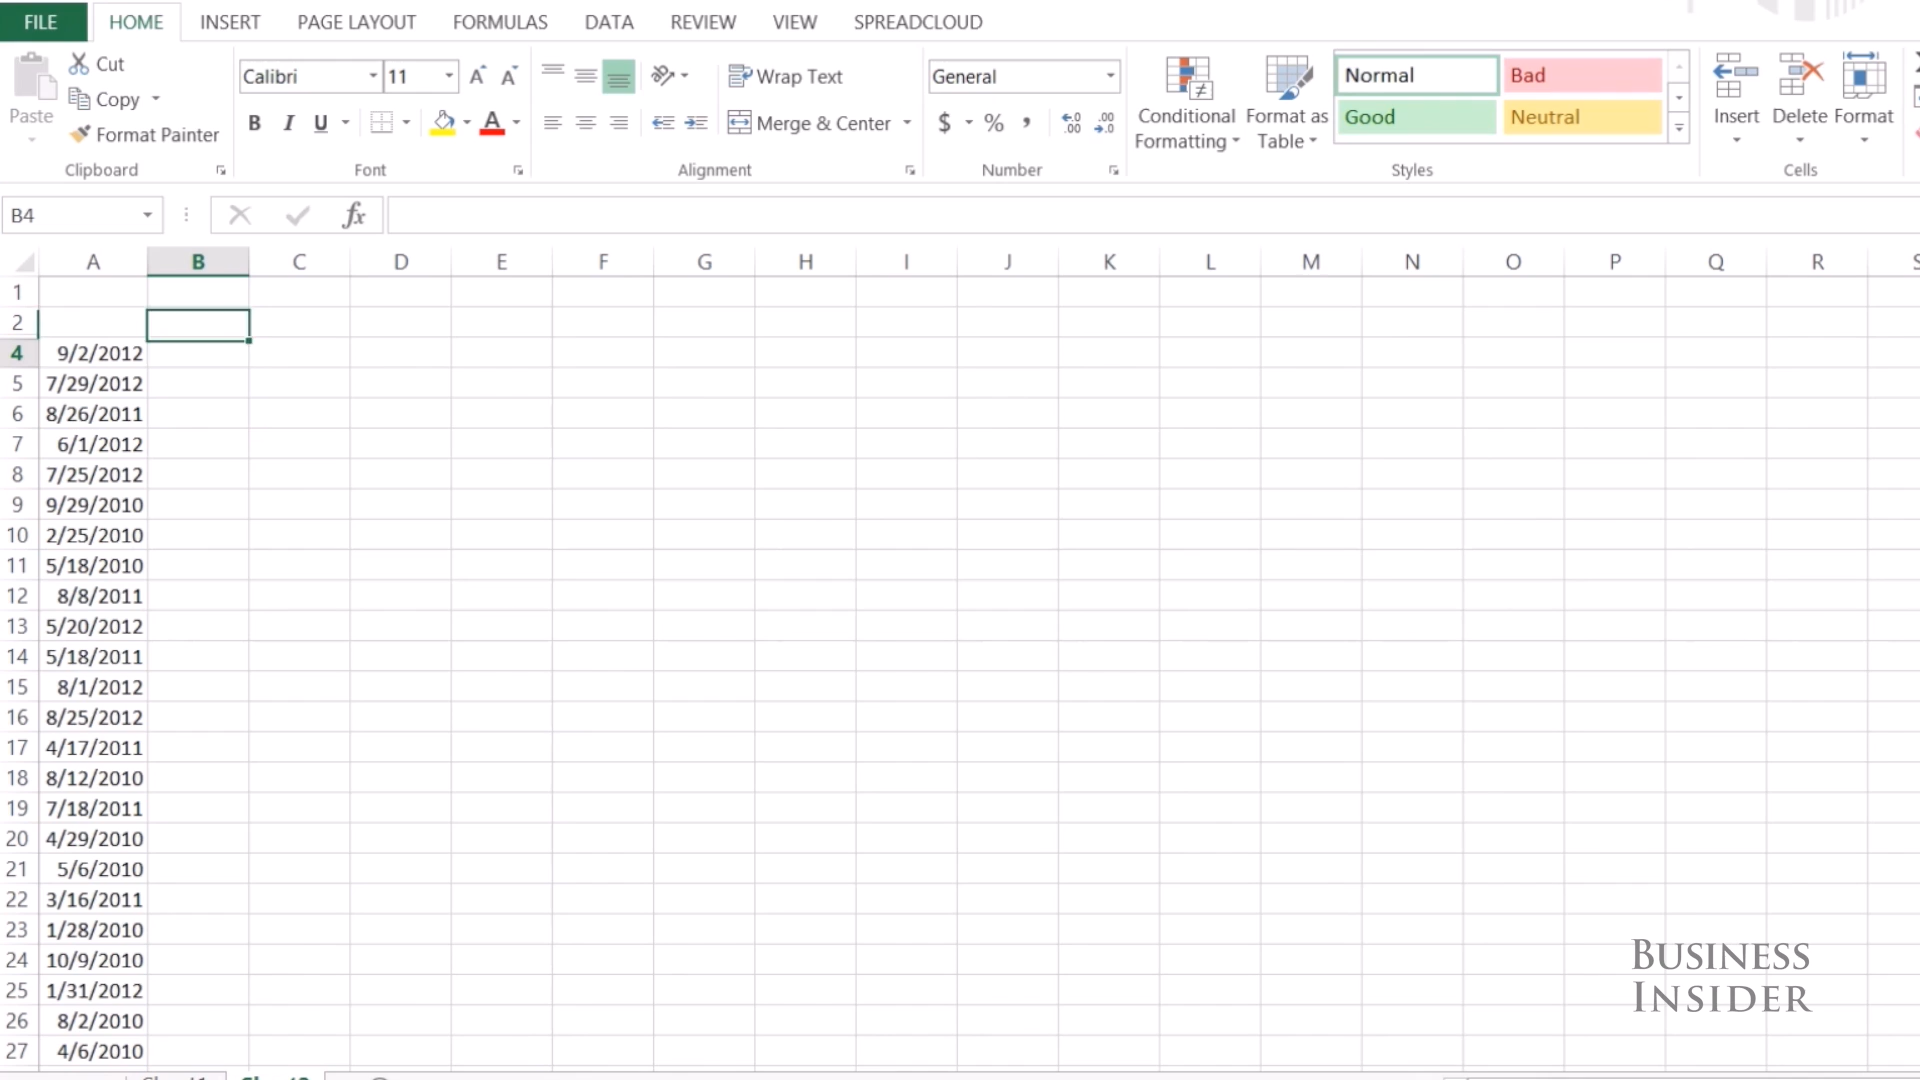 FILE HOME INSERT PAGE LAYOUT FORMULAS DATA REVIEW VIEW SPREADCLOUD
Paste
Cut
Copy
Format Painter
Clipboard
Calibri 11
B I U A
Font
Wrap Text
Merge & Center
Alignment
General
$ % ,
Number
Conditional Formatting
Format as Table
Normal Bad
Good Neutral
Styles
Insert Delete Format
Cells
B4 fx
A B C D E F G H I J K L M N O P Q R
1
2
4 9/2/2012
5 7/29/2012
6 8/26/2011
7 6/1/2012
8 7/25/2012
9 9/29/2010
10 2/25/2010
11 5/18/2010
12 8/8/2011
13 5/20/2012
14 5/18/2011
15 8/1/2012
16 8/25/2012
17 4/17/2011
18 8/12/2010
19 7/18/2011
20 4/29/2010
21 5/6/2010
22 3/16/2011
23 1/28/2010
24 10/9/2010
25 1/31/2012
26 8/2/2010
27 4/6/2010
BUSINESS
INSIDER